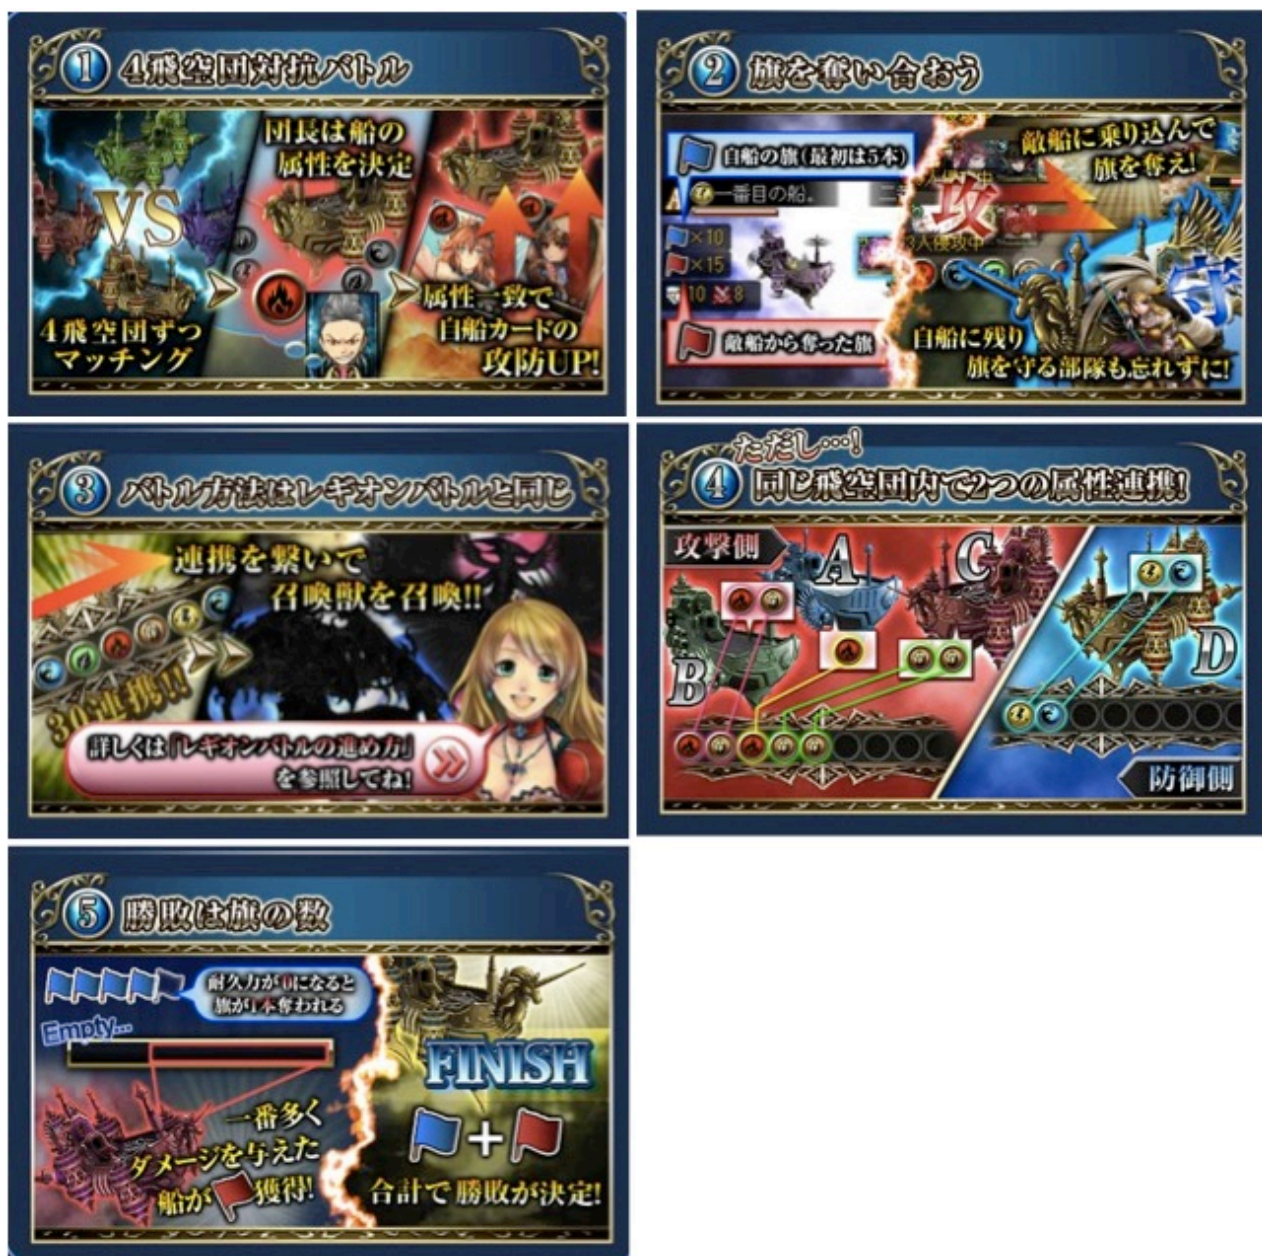 1 4飛空団対抗バトル
VS
4飛空団ずつ
マッチング
団長は船の
属性を決定
属性一致で
自船カードの
攻防UP!
2 旗を奪い合おう
自船の旗(最初は5本)
一番目の船。
×10
×15
10 8
敵船から奪った旗
攻
敵船に乗り込んで
旗を奪え!
人侵攻中
守
自船に残り
旗を守る部隊も忘れずに!
3 バトル方法はレギオンバトルと同じ
連携を繋いで
召喚獣を召喚!!
30連携!!
詳しくは「レギオンバトルの進め方」
を参照してね!
ただし…!
4 同じ飛空団内で2つの属性連携!
攻撃側
A
B
C
D
防御側
5 勝敗は旗の数
耐久力が0になると
旗が1本奪われる
Empty...
一番多く
ダメージを与えた
船が 獲得!
FINISH
+
合計で勝敗が決定!